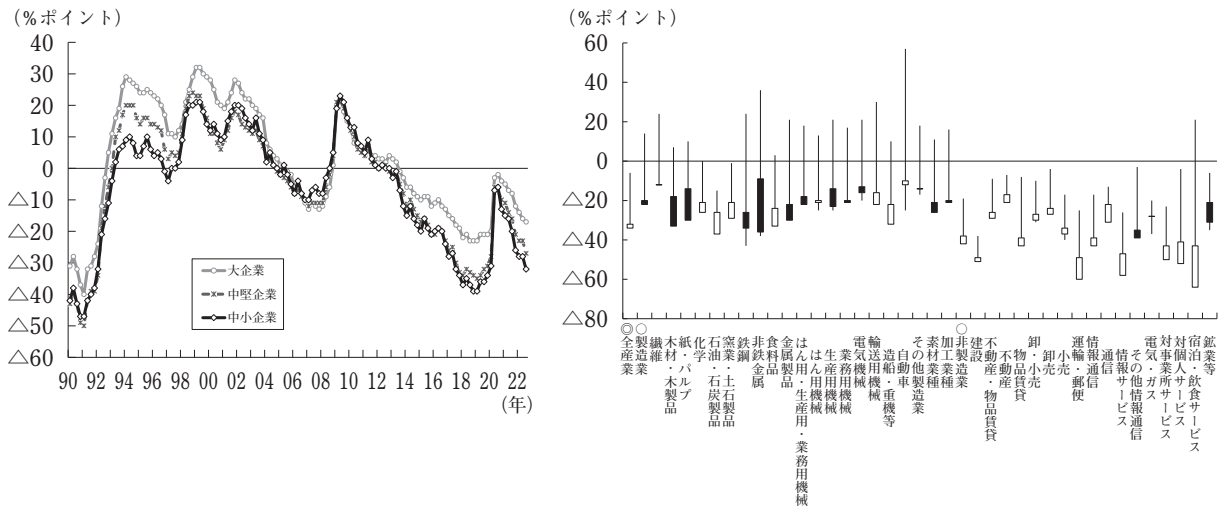 （％ポイント）
40
30
20
10
0
△10
△20
△30
△40
△50
△60
大企業
中堅企業
中小企業
90 92 94 96 98 00 02 04 06 08 10 12 14 16 18 20 22
（年）
（％ポイント）
60
40
20
0
△20
△40
△60
△80
◎全産業
○製造業
繊維
木材・木製品
紙・パルプ
化学
石油・石炭製品
窯業・土石製品
鉄鋼
非鉄金属
食料品
金属製品
はん用・生産用・業務用機械
はん用機械
生産用機械
業務用機械
電気機械
輸送用機械
造船・重機等
自動車
その他製造業
素材業種
加工業種
○非製造業
建設
不動産・物品賃貸
不動産
物品賃貸
卸・小売
卸売
小売
運輸・郵便
情報通信
通信
情報サービス
その他情報通信
電気・ガス
対事業所サービス
対個人サービス
宿泊・飲食サービス
鉱業等